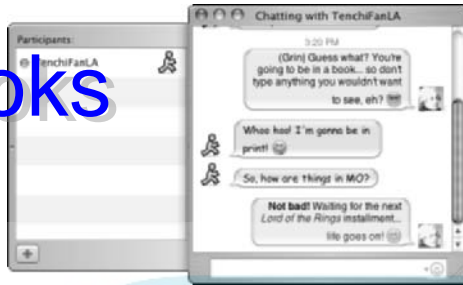 Chatting with TenchiFanLA
Participants:
TenchiFanLA
oks
3:20 PM
(Grin) Guess what? You're
going to be in a book... so don't
type anything you wouldn't want
to see, eh?
Whoo hoo! I'm gonna be in
print!
So, how are things in MO?
Not bad! Waiting for the next
Lord of the Rings installment...
life goes on!